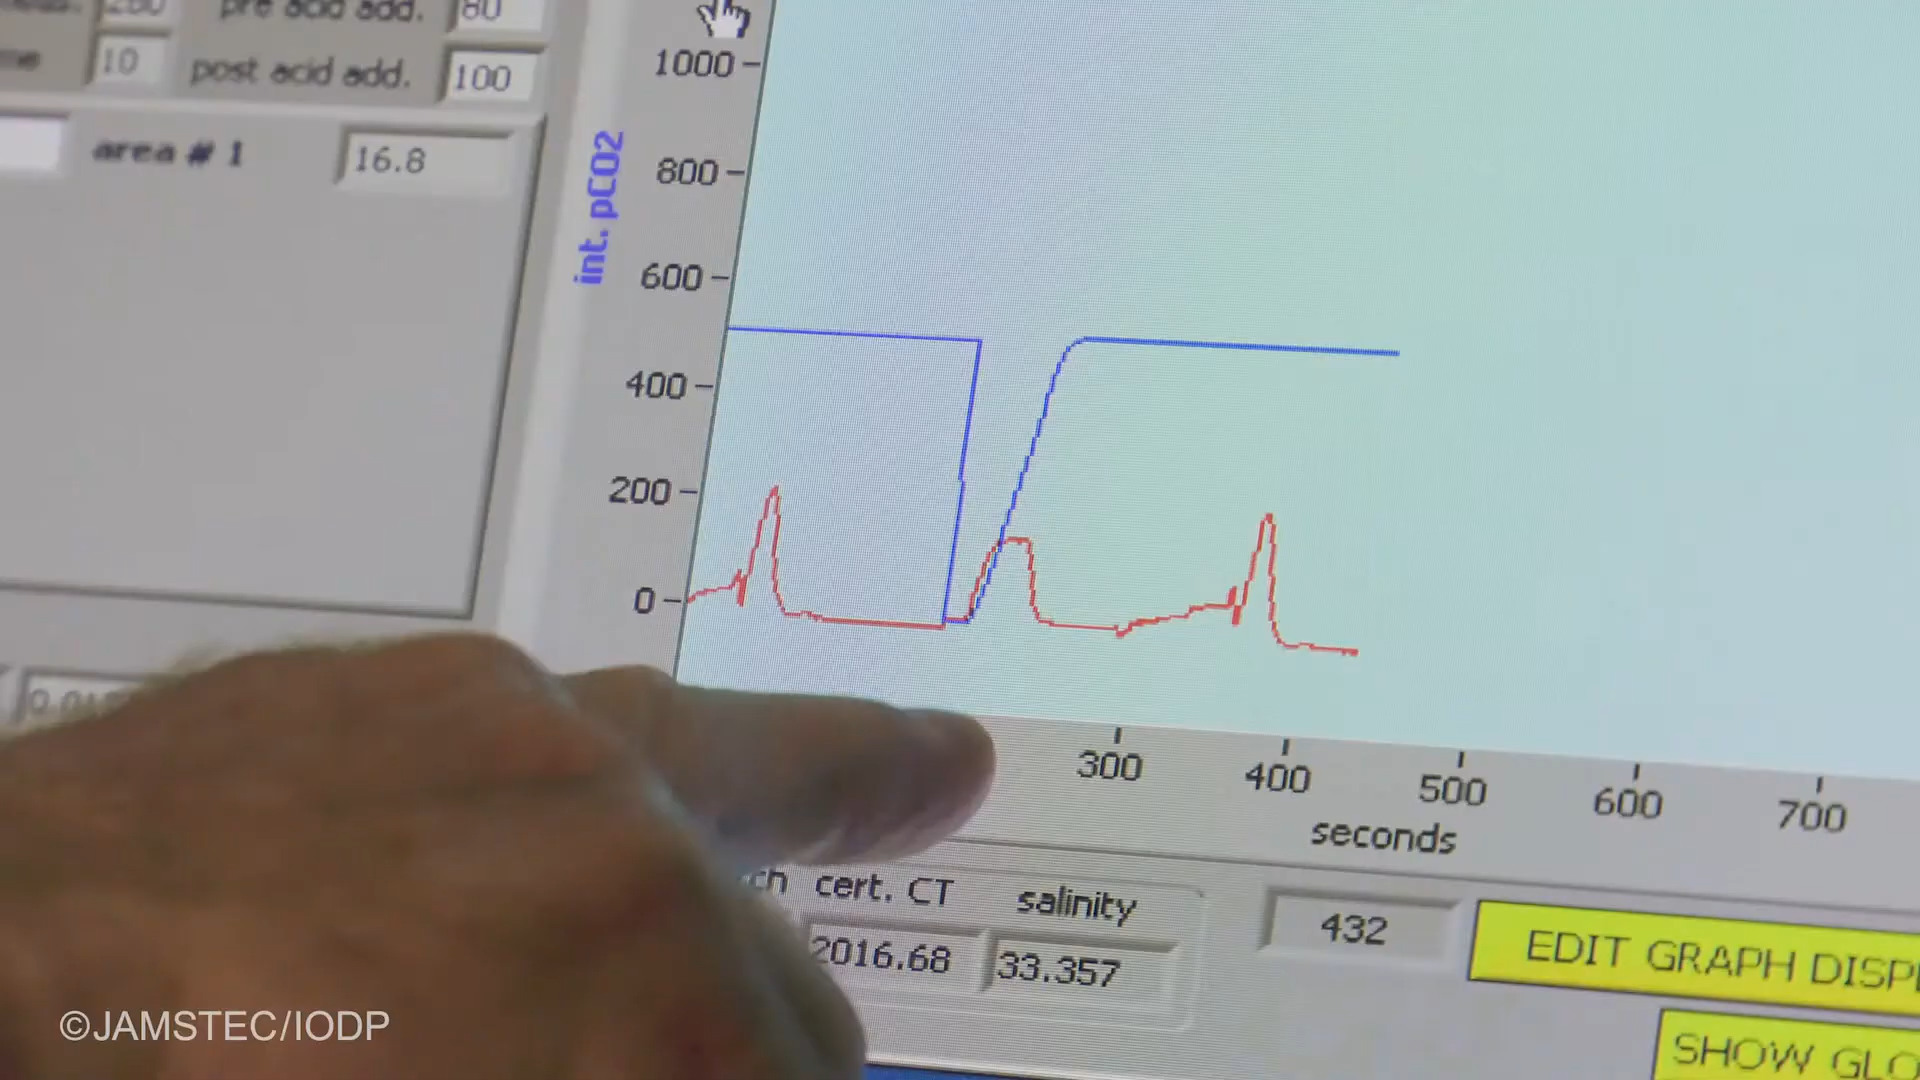 pre acid add. 80
10 post acid add. 100
area # 1 16.8
int. pCO2
1000
800
600
400
200
0
300 400 500 600 700
seconds
cert. CT salinity
2016.68 33.357
432
EDIT GRAPH DISPL
SHOW GLO
©JAMSTEC/IODP